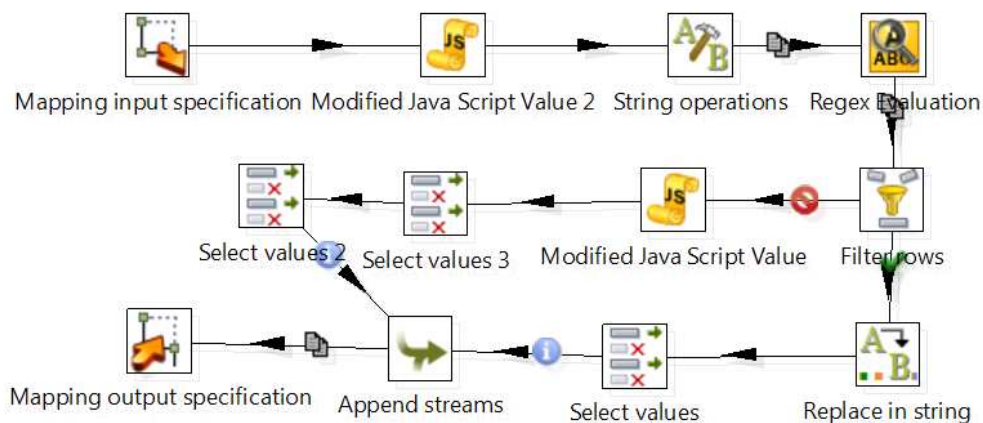 Mapping input specification
Modified Java Script Value 2
String operations
Regex Evaluation
Select values 2
Select values 3
Modified Java Script Value
Filter rows
Mapping output specification
Append streams
Select values
Replace in string